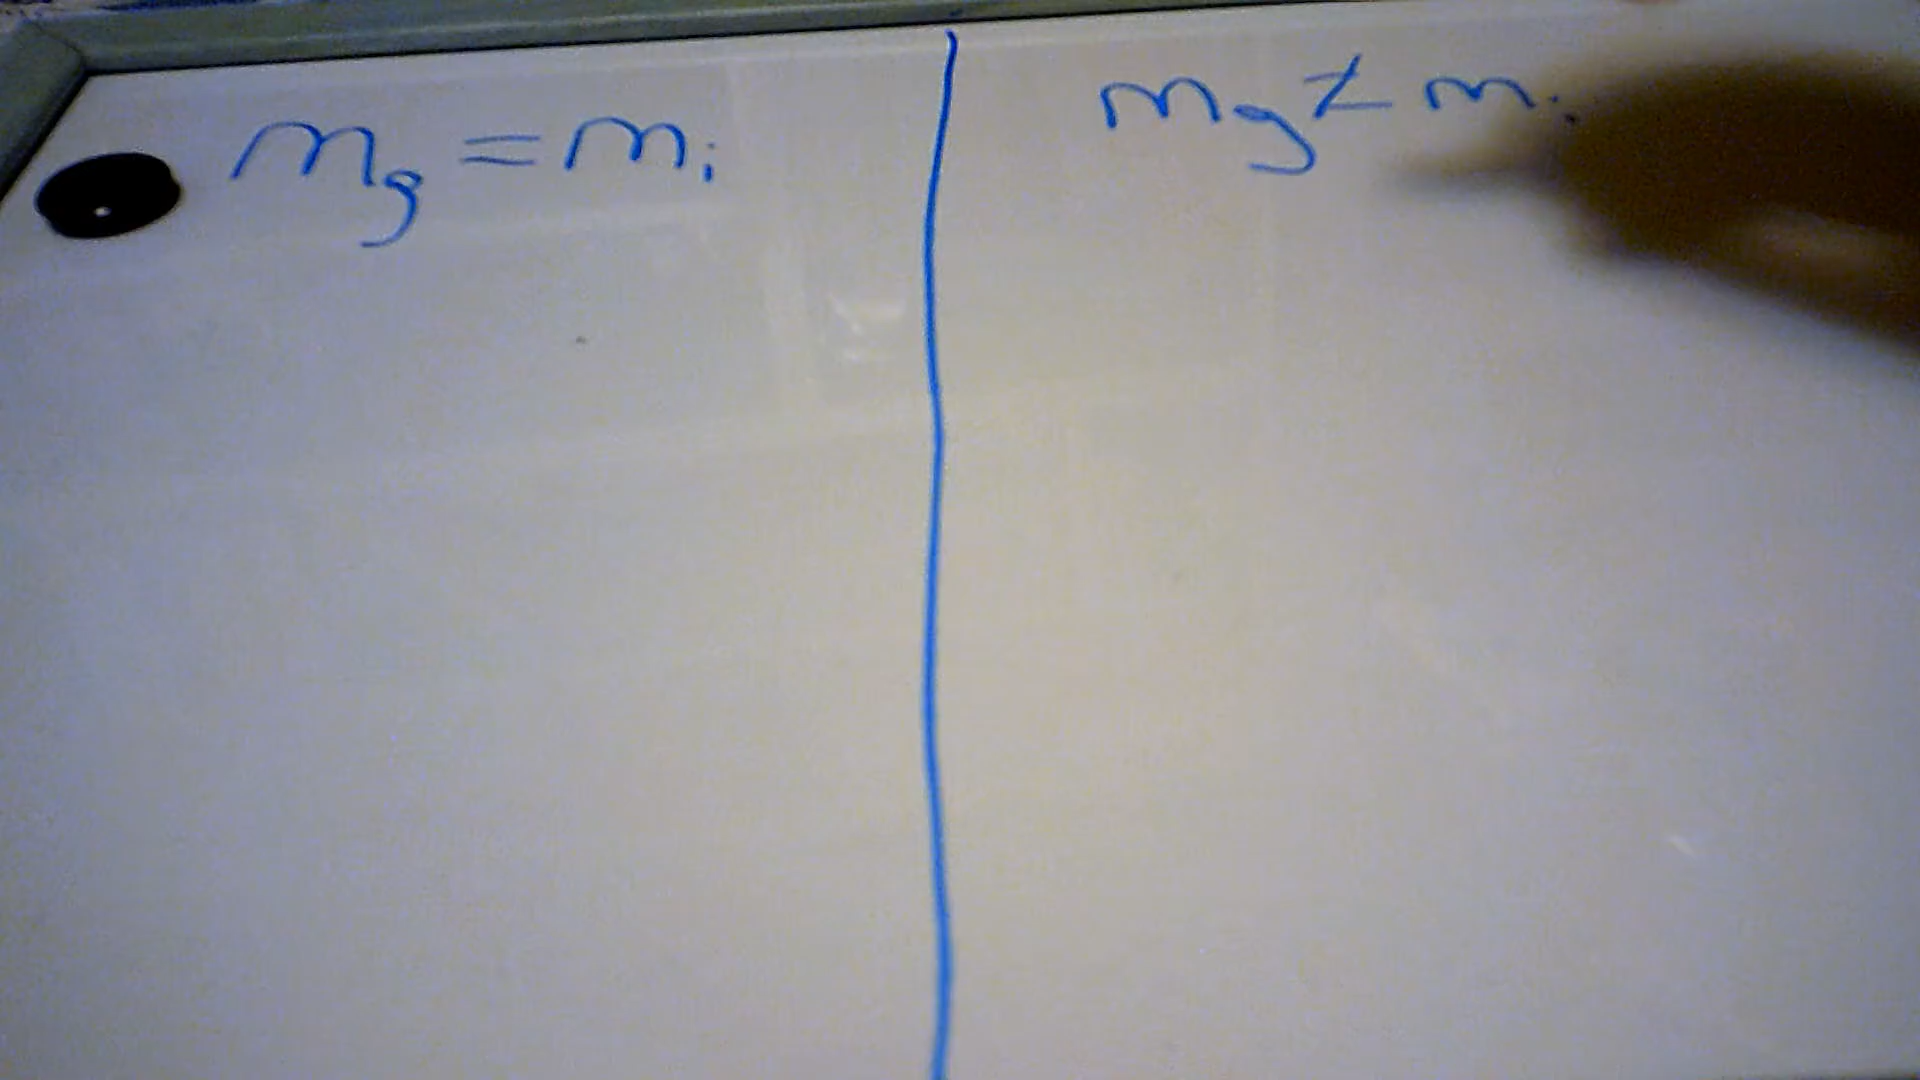 m_g = m_i
m_g ≠ m_i